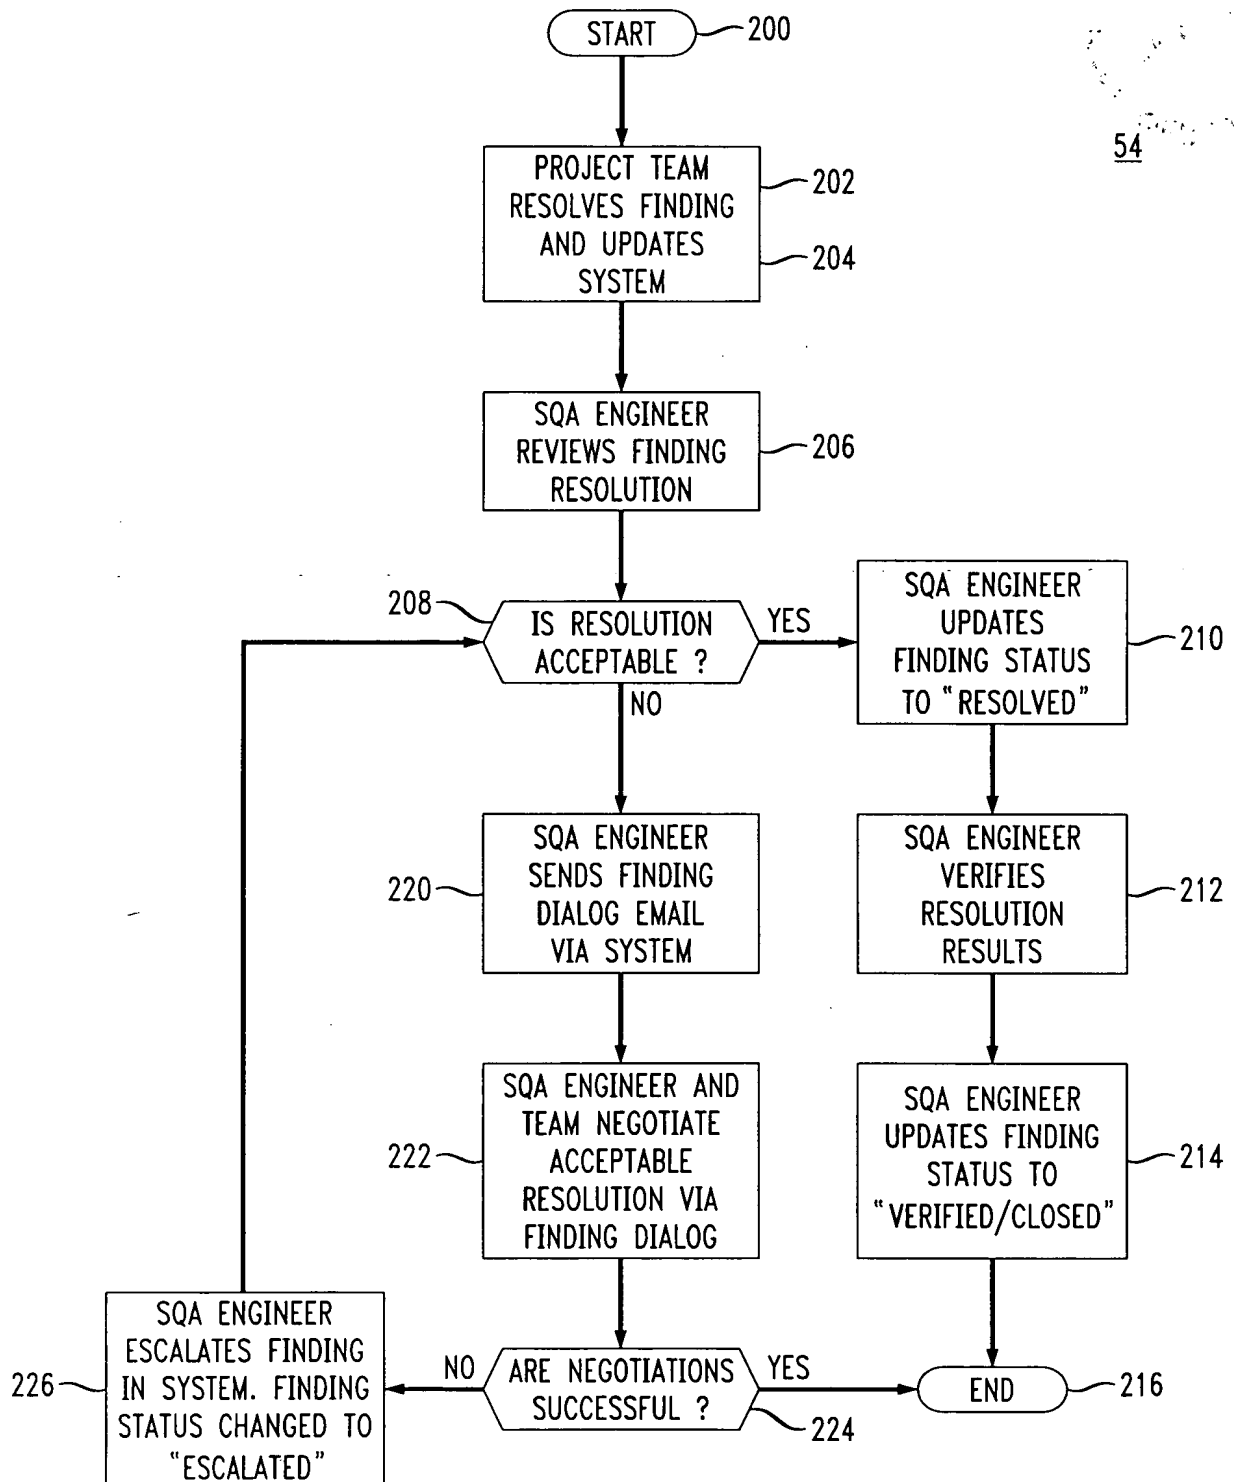 START
200
54
PROJECT TEAM
RESOLVES FINDING
AND UPDATES
SYSTEM
202
204
SQA ENGINEER
REVIEWS FINDING
RESOLUTION
206
208
IS RESOLUTION
ACCEPTABLE ?
YES
NO
SQA ENGINEER
UPDATES
FINDING STATUS
TO "RESOLVED"
210
220
SQA ENGINEER
SENDS FINDING
DIALOG EMAIL
VIA SYSTEM
SQA ENGINEER
VERIFIES
RESOLUTION
RESULTS
212
222
SQA ENGINEER AND
TEAM NEGOTIATE
ACCEPTABLE
RESOLUTION VIA
FINDING DIALOG
SQA ENGINEER
UPDATES FINDING
STATUS TO
"VERIFIED/CLOSED"
214
226
SQA ENGINEER
ESCALATES FINDING
IN SYSTEM. FINDING
STATUS CHANGED TO
"ESCALATED"
NO
ARE NEGOTIATIONS
SUCCESSFUL ?
YES
224
END
216